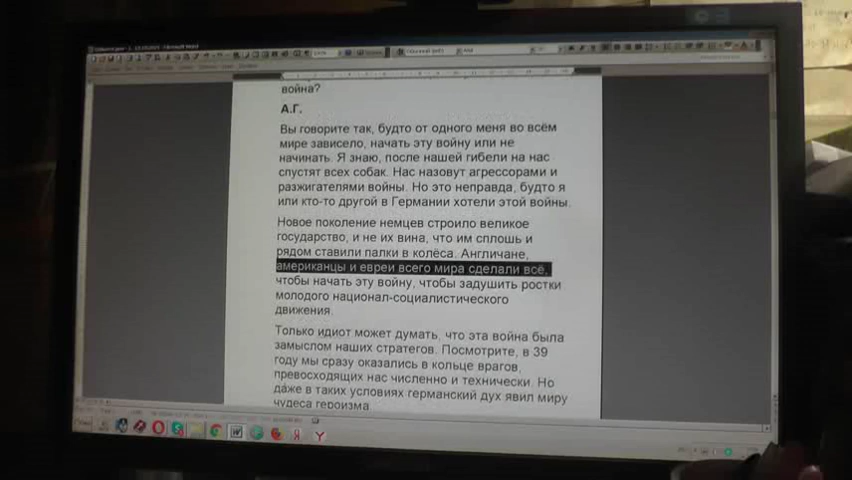 война?
А.Г.
Вы говорите так, будто от одного меня во всём
мире зависело, начать эту войну или не
начинать. Я знаю, после нашей гибели на нас
спустят всех собак. Нас назовут агрессорами и
разжигателями войны. Но это неправда, будто я
или кто-то другой в Германии хотели этой войны.
Новое поколение немцев строило великое
государство, и не их вина, что им сплошь и
рядом ставили палки в колёса. Англичане,
американцы и евреи всего мира сделали всё,
чтобы начать эту войну, чтобы задушить ростки
молодого национал-социалистического
движения.
Только идиот может думать, что эта война была
замыслом наших стратегов. Посмотрите, в 39
году мы сразу оказались в кольце врагов,
превосходящих нас численно и технически. Но
даже в таких условиях германский дух явил миру
чудеса героизма